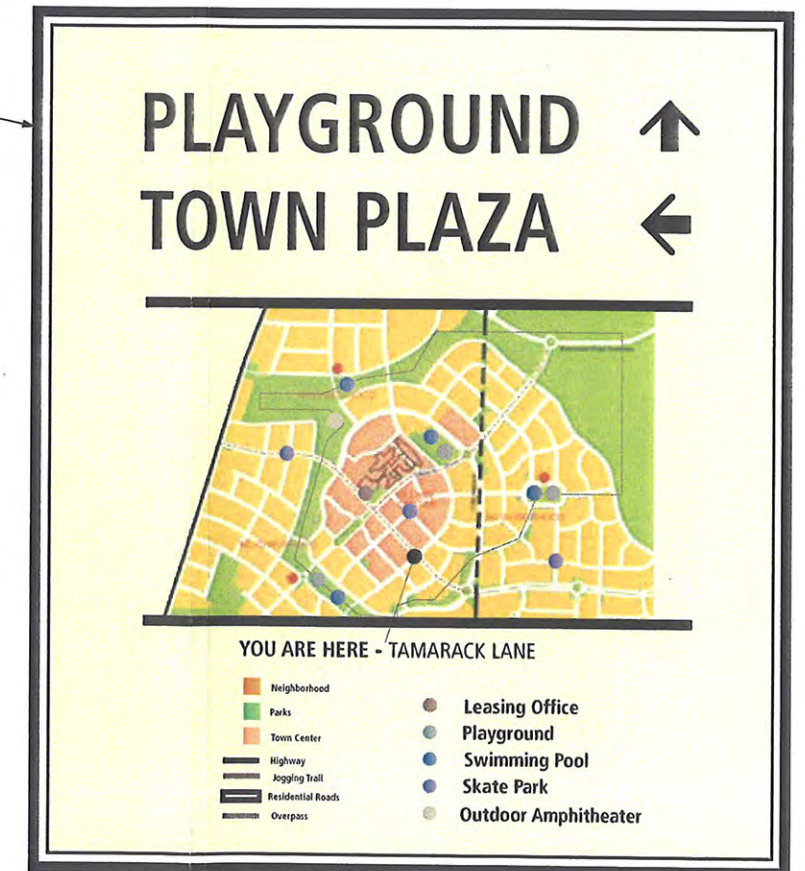 PLAYGROUND
TOWN PLAZA
YOU ARE HERE - TAMARACK LANE
Neighborhood
Parks
Town Center
Highway
Jogging Trail
Residential Roads
Overpass
Leasing Office
Playground
Swimming Pool
Skate Park
Outdoor Amphitheater